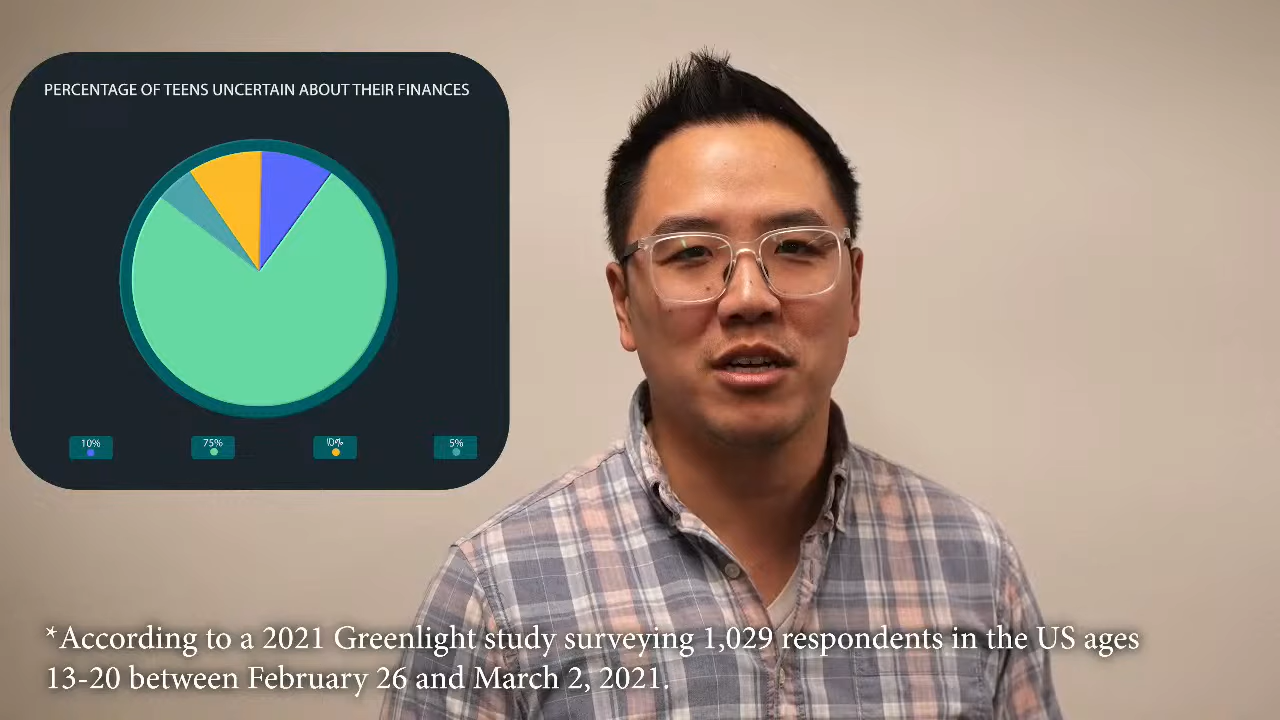 PERCENTAGE OF TEENS UNCERTAIN ABOUT THEIR FINANCES
10%
75%
5%
*According to a 2021 Greenlight study surveying 1,029 respondents in the US ages
13-20 between February 26 and March 2, 2021.